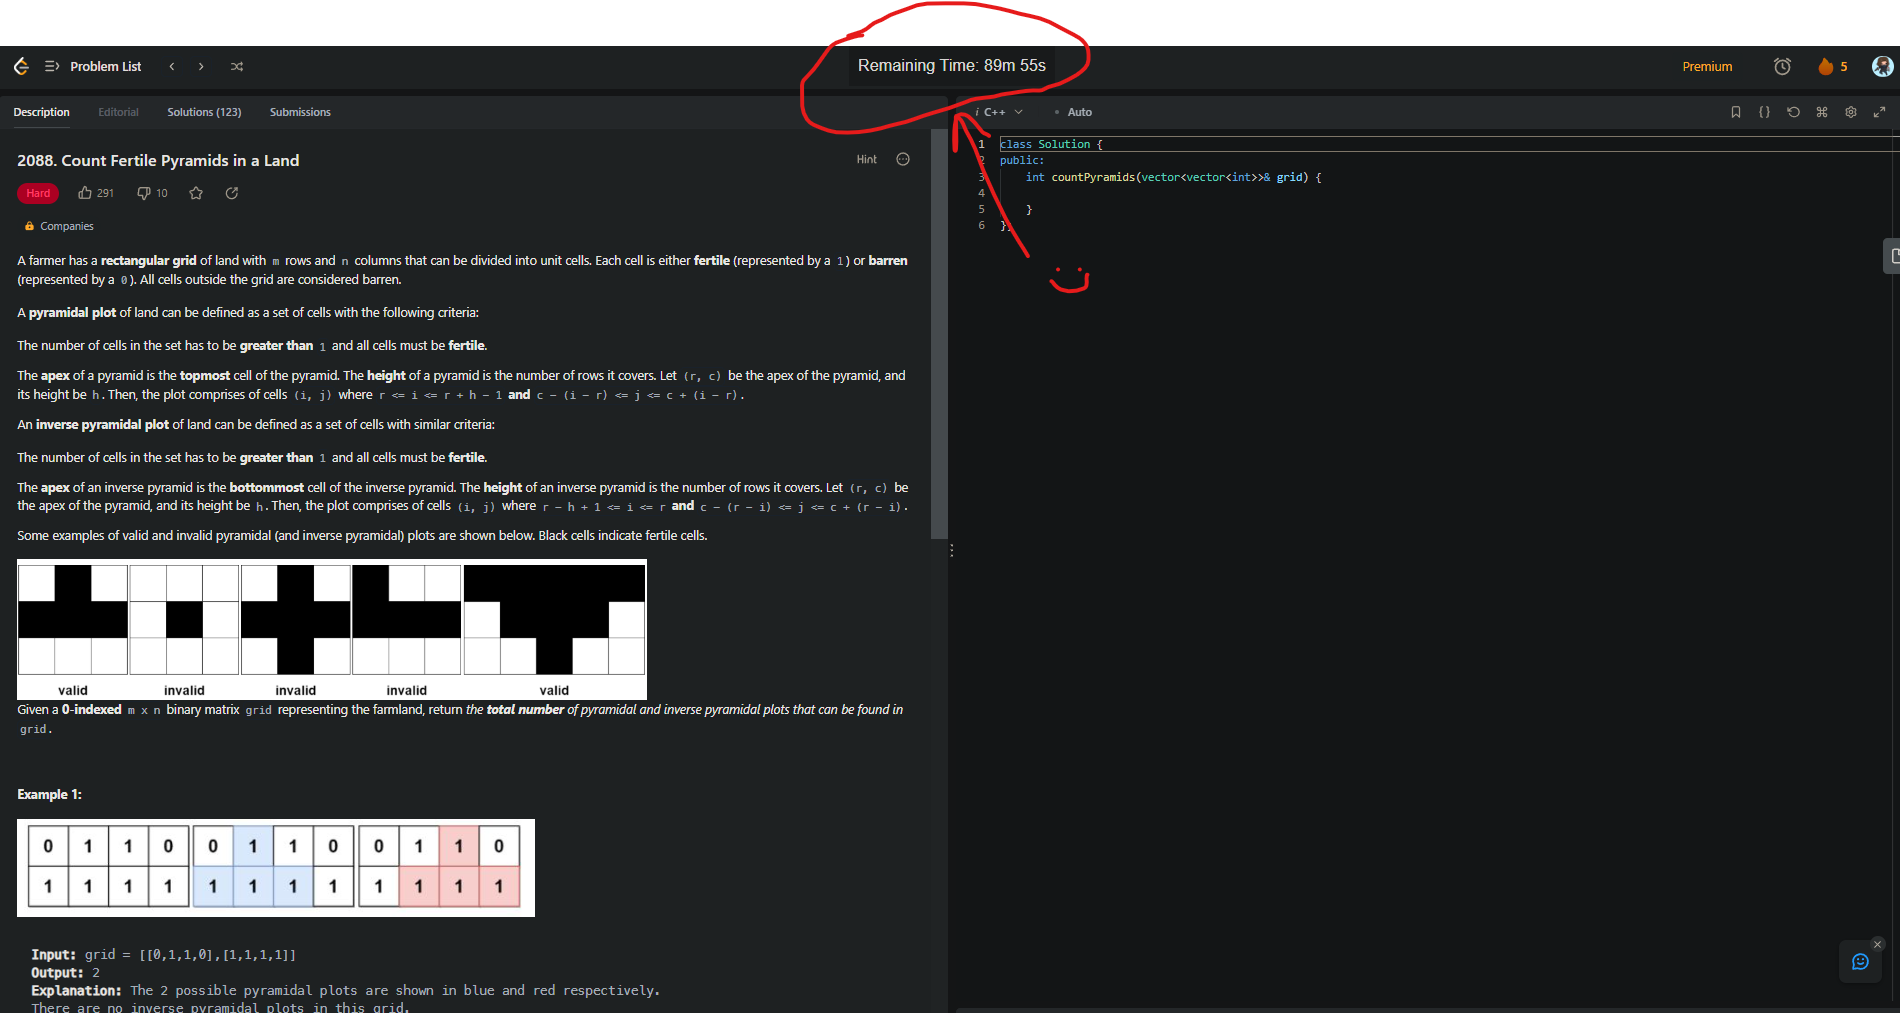 Problem List
Remaining Time: 89m 55s
Premium
5
Description
Editorial
Solutions (123)
Submissions
2088. Count Fertile Pyramids in a Land
Hint
Hard
291
10
Companies
A farmer has a rectangular grid of land with m rows and n columns that can be divided into unit cells. Each cell is either fertile (represented by a 1) or barren
(represented by a 0). All cells outside the grid are considered barren.
A pyramidal plot of land can be defined as a set of cells with the following criteria:
The number of cells in the set has to be greater than 1 and all cells must be fertile.
The apex of a pyramid is the topmost cell of the pyramid. The height of a pyramid is the number of rows it covers. Let (r, c) be the apex of the pyramid, and
its height be h. Then, the plot comprises of cells (i, j) where r <= i <= r + h - 1 and c - (i - r) <= j <= c + (i - r).
An inverse pyramidal plot of land can be defined as a set of cells with similar criteria:
The number of cells in the set has to be greater than 1 and all cells must be fertile.
The apex of an inverse pyramid is the bottommost cell of the inverse pyramid. The height of an inverse pyramid is the number of rows it covers. Let (r, c) be
the apex of the pyramid, and its height be h. Then, the plot comprises of cells (i, j) where r - h + 1 <= i <= r and c - (r - i) <= j <= c + (r - i).
Some examples of valid and invalid pyramidal (and inverse pyramidal) plots are shown below. Black cells indicate fertile cells.
valid invalid invalid invalid valid
Given a 0-indexed m x n binary matrix grid representing the farmland, return the total number of pyramidal and inverse pyramidal plots that can be found in
grid.
Example 1:
0 1 1 0 0 1 1 0 0 1 1 0
1 1 1 1 1 1 1 1 1 1 1 1
Input: grid = [[0,1,1,0],[1,1,1,1]]
Output: 2
Explanation: The 2 possible pyramidal plots are shown in blue and red respectively.
There are no inverse pyramidal plots in this grid.
i C++
Auto
1 class Solution {
2 public:
3 int countPyramids(vector<vector<int>>& grid) {
4
5 }
6 };